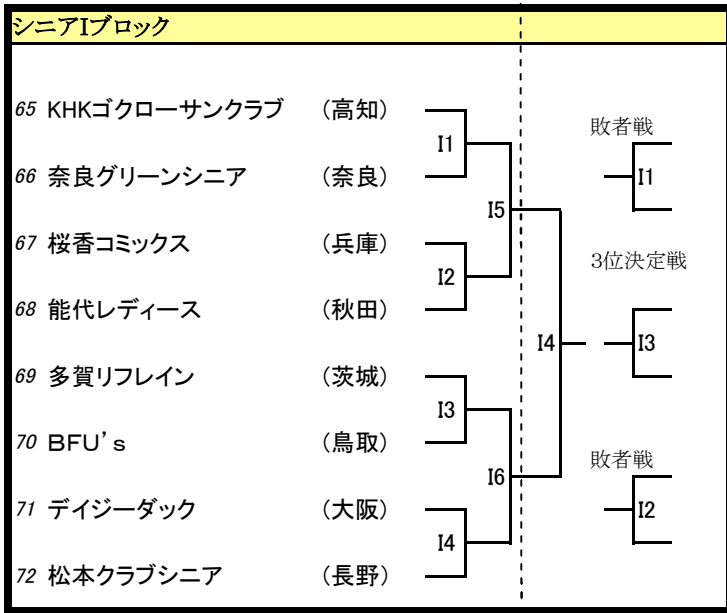 シニアIブロック
65 KHKゴクローサンクラブ （高知）
I1
敗者戦
I1
66 奈良グリーンシニア （奈良）
I5
67 桜香コミックス （兵庫）
I2
3位決定戦
68 能代レディース （秋田）
I4
I3
69 多賀リフレイン （茨城）
I3
70 BFU's （鳥取）
敗者戦
I6
71 デイジーダック （大阪）
I2
I4
72 松本クラブシニア （長野）